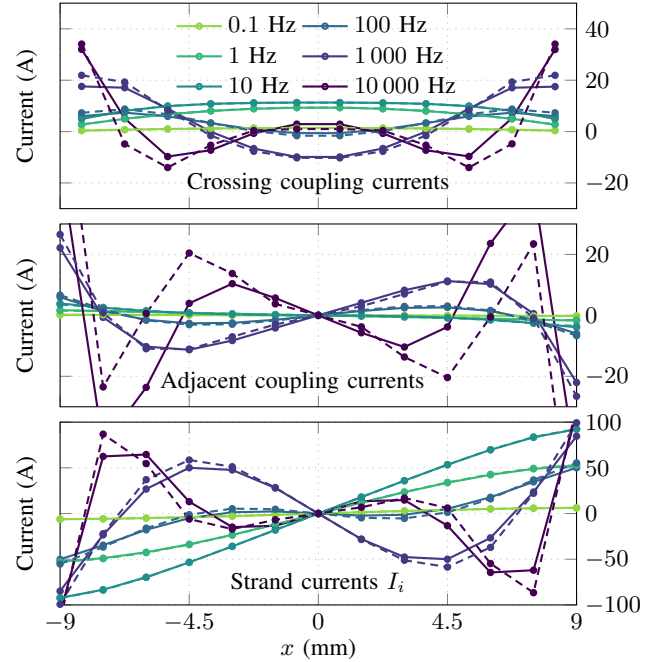 Current (A)
40
20
0
−20
0.1 Hz
100 Hz
1 Hz
1 000 Hz
10 Hz
10 000 Hz
Crossing coupling currents
Current (A)
20
0
−20
Adjacent coupling currents
Current (A)
100
50
0
−50
−100
Strand currents I_i
−9
−4.5
0
4.5
9
x (mm)